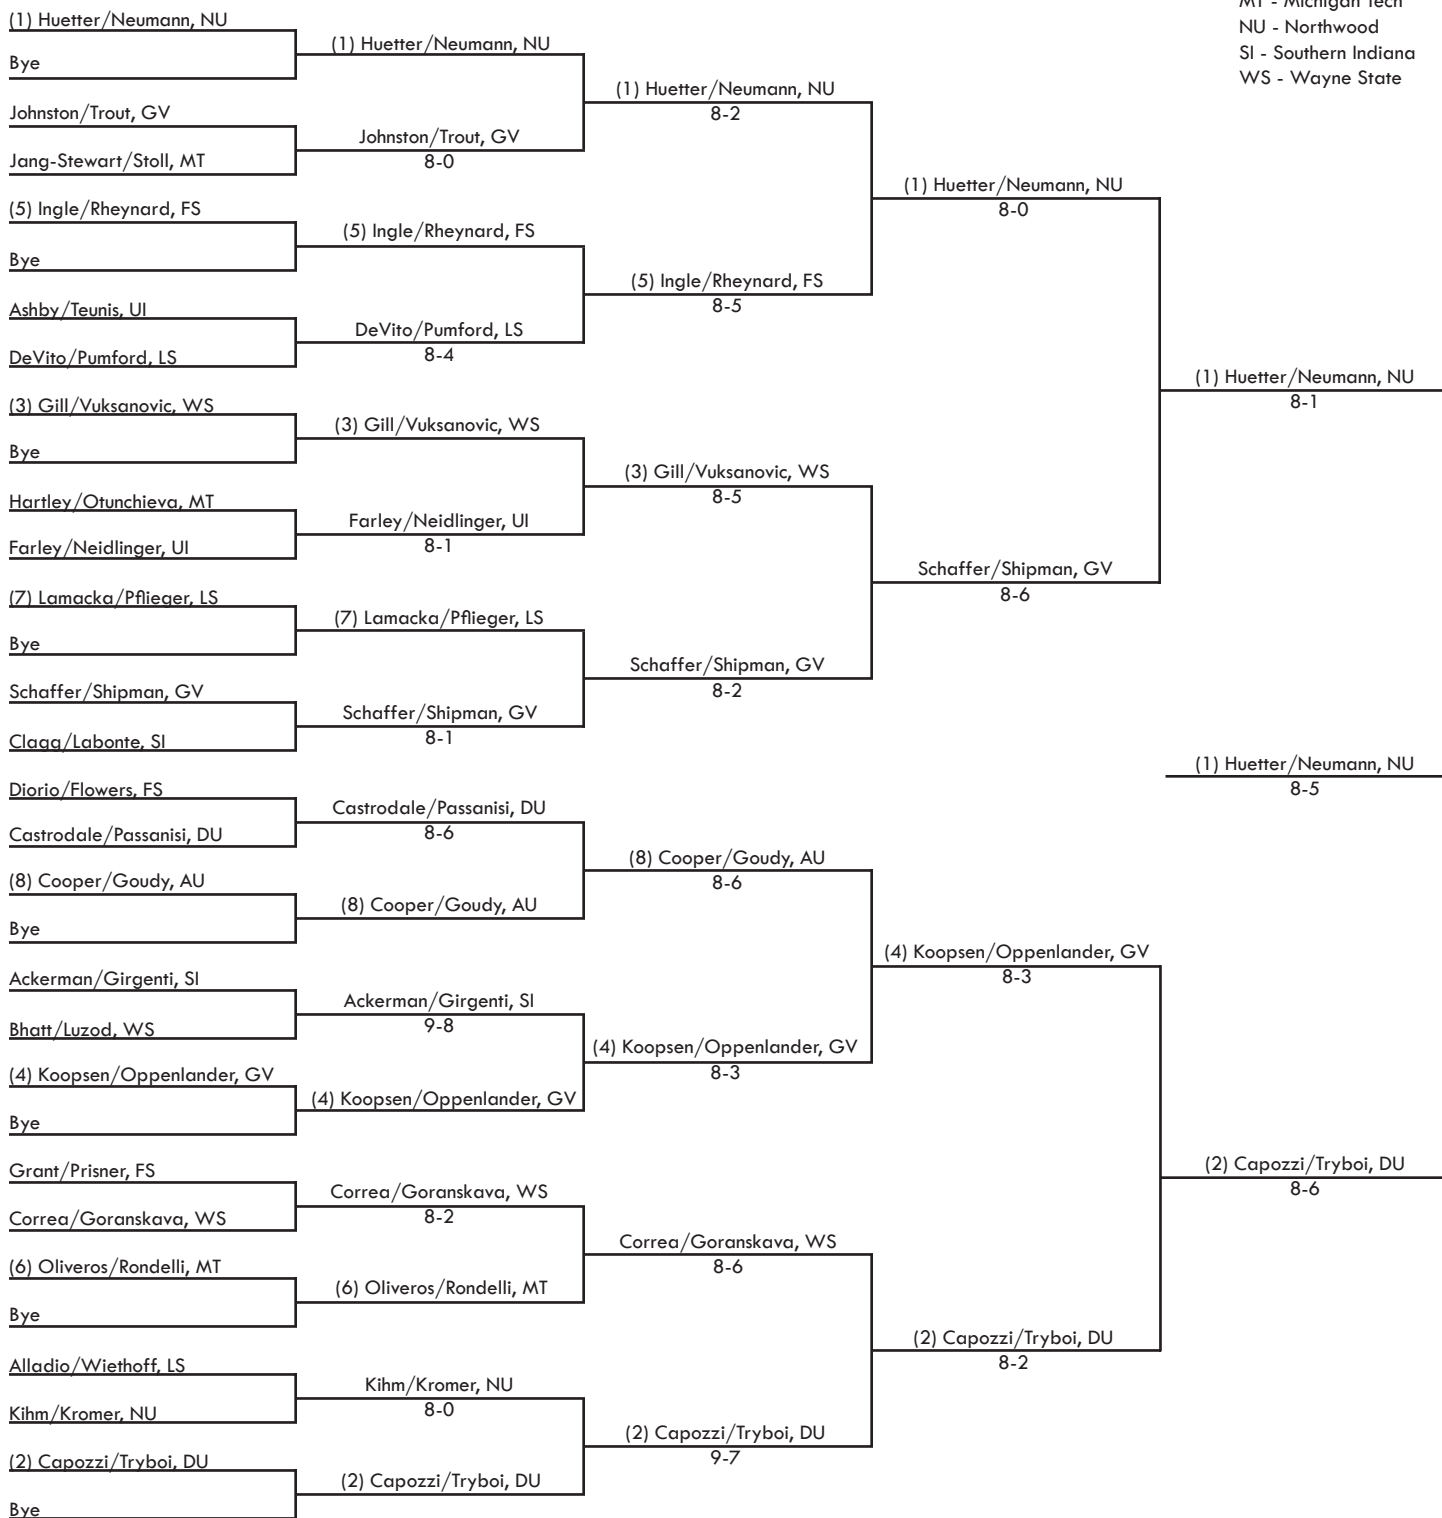 MT - Michigan Tech
NU - Northwood
SI - Southern Indiana
WS - Wayne State
(1) Huetter/Neumann, NU
Bye
Johnston/Trout, GV
Jang-Stewart/Stoll, MT
(5) Ingle/Rheynard, FS
Bye
Ashby/Teunis, UI
DeVito/Pumford, LS
(3) Gill/Vuksanovic, WS
Bye
Hartley/Otunchieva, MT
Farley/Neidlinger, UI
(7) Lamacka/Pflieger, LS
Bye
Schaffer/Shipman, GV
Clagg/Labonte, SI
Diorio/Flowers, FS
Castrodale/Passanisi, DU
(8) Cooper/Goudy, AU
Bye
Ackerman/Girgenti, SI
Bhatt/Luzod, WS
(4) Koopsen/Oppenlander, GV
Bye
Grant/Prisner, FS
Correa/Goranskava, WS
(6) Oliveros/Rondelli, MT
Bye
Alladio/Wiethoff, LS
Kihm/Kromer, NU
(2) Capozzi/Tryboi, DU
Bye
(1) Huetter/Neumann, NU
Johnston/Trout, GV
8-0
(5) Ingle/Rheynard, FS
DeVito/Pumford, LS
8-4
(3) Gill/Vuksanovic, WS
Farley/Neidlinger, UI
8-1
(7) Lamacka/Pflieger, LS
Schaffer/Shipman, GV
8-1
Castrodale/Passanisi, DU
8-6
(8) Cooper/Goudy, AU
Ackerman/Girgenti, SI
9-8
(4) Koopsen/Oppenlander, GV
Correa/Goranskava, WS
8-2
(6) Oliveros/Rondelli, MT
Kihm/Kromer, NU
8-0
(2) Capozzi/Tryboi, DU
(1) Huetter/Neumann, NU
8-2
(5) Ingle/Rheynard, FS
8-5
(3) Gill/Vuksanovic, WS
8-5
Schaffer/Shipman, GV
8-2
(8) Cooper/Goudy, AU
8-6
(4) Koopsen/Oppenlander, GV
8-3
Correa/Goranskava, WS
8-6
(2) Capozzi/Tryboi, DU
9-7
(1) Huetter/Neumann, NU
8-0
Schaffer/Shipman, GV
8-6
(4) Koopsen/Oppenlander, GV
8-3
(2) Capozzi/Tryboi, DU
8-2
(1) Huetter/Neumann, NU
8-1
(2) Capozzi/Tryboi, DU
8-6
(1) Huetter/Neumann, NU
8-5